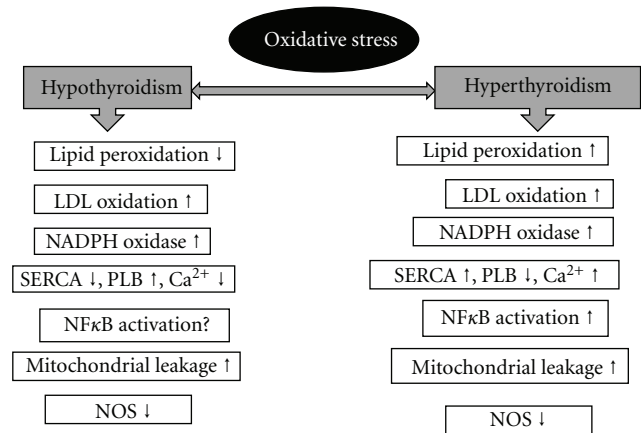 Oxidative stress
Hypothyroidism
Lipid peroxidation ↓
LDL oxidation ↑
NADPH oxidase ↑
SERCA ↓, PLB ↑, Ca²⁺ ↓
NFκB activation?
Mitochondrial leakage ↑
NOS ↓
Hyperthyroidism
Lipid peroxidation ↑
LDL oxidation ↑
NADPH oxidase ↑
SERCA ↑, PLB ↓, Ca²⁺ ↑
NFκB activation ↑
Mitochondrial leakage ↑
NOS ↓